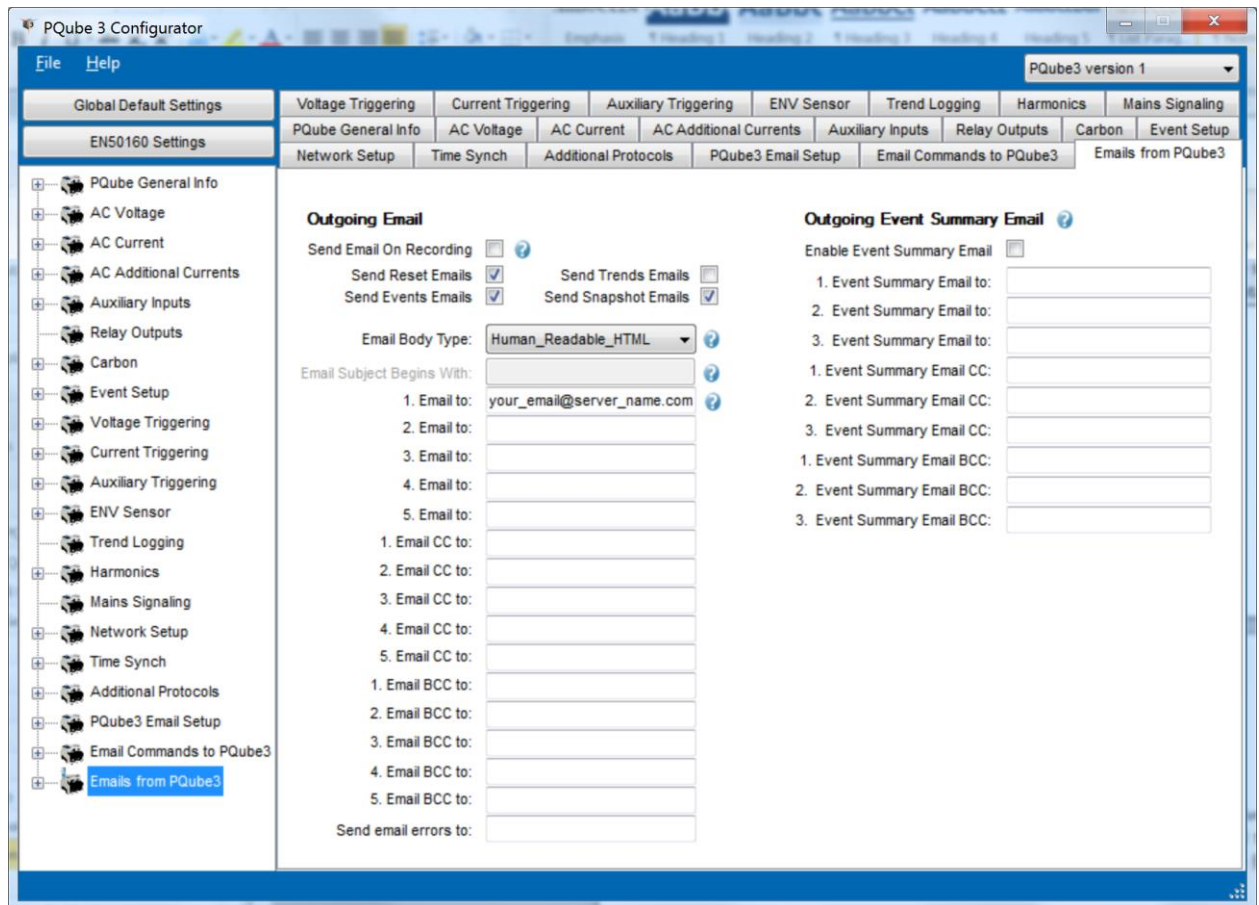 PQube 3 Configurator
Emphasis ¶ Heading 1 Heading 2 ¶ Heading 3 Heading 4 Heading 5
File Help
PQube3 version 1
Global Default Settings
EN50160 Settings
Voltage Triggering Current Triggering Auxiliary Triggering ENV Sensor Trend Logging Harmonics Mains Signaling
PQube General Info AC Voltage AC Current AC Additional Currents Auxiliary Inputs Relay Outputs Carbon Event Setup
Network Setup Time Synch Additional Protocols PQube3 Email Setup Email Commands to PQube3 Emails from PQube3
PQube General Info
AC Voltage
AC Current
AC Additional Currents
Auxiliary Inputs
Relay Outputs
Carbon
Event Setup
Voltage Triggering
Current Triggering
Auxiliary Triggering
ENV Sensor
Trend Logging
Harmonics
Mains Signaling
Network Setup
Time Synch
Additional Protocols
PQube3 Email Setup
Email Commands to PQube3
Emails from PQube3
Outgoing Email
Send Email On Recording
Send Reset Emails Send Trends Emails
Send Events Emails Send Snapshot Emails
Email Body Type: Human_Readable_HTML
Email Subject Begins With:
1. Email to: your_email@server_name.com
2. Email to:
3. Email to:
4. Email to:
5. Email to:
1. Email CC to:
2. Email CC to:
3. Email CC to:
4. Email CC to:
5. Email CC to:
1. Email BCC to:
2. Email BCC to:
3. Email BCC to:
4. Email BCC to:
5. Email BCC to:
Send email errors to:
Outgoing Event Summary Email
Enable Event Summary Email
1. Event Summary Email to:
2. Event Summary Email to:
3. Event Summary Email to:
1. Event Summary Email CC:
2. Event Summary Email CC:
3. Event Summary Email CC:
1. Event Summary Email BCC:
2. Event Summary Email BCC:
3. Event Summary Email BCC: